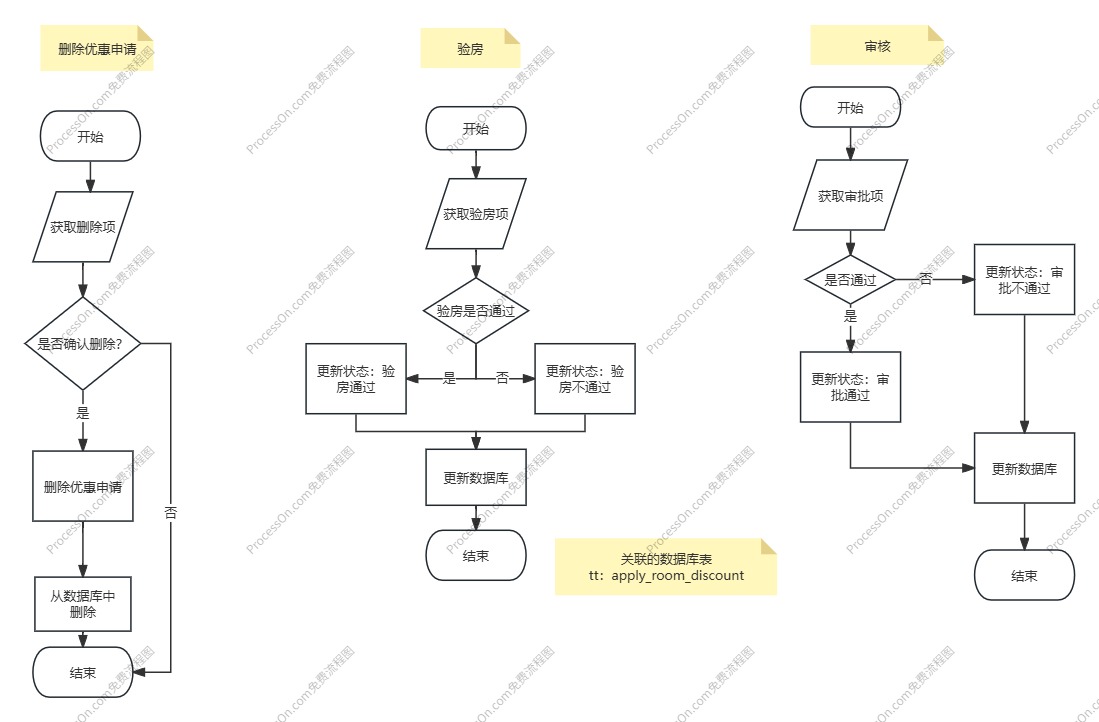 删除优惠申请
开始
获取删除项
是否确认删除?
是
否
删除优惠申请
从数据库中
删除
结束
验房
开始
获取验房项
验房是否通过
是
否
更新状态：验
房通过
更新状态：验
房不通过
更新数据库
结束
关联的数据库表
tt：apply_room_discount
审核
开始
获取审批项
是否通过
否
是
更新状态：审
批不通过
更新状态：审
批通过
更新数据库
结束
ProcessOn.com免费流程图